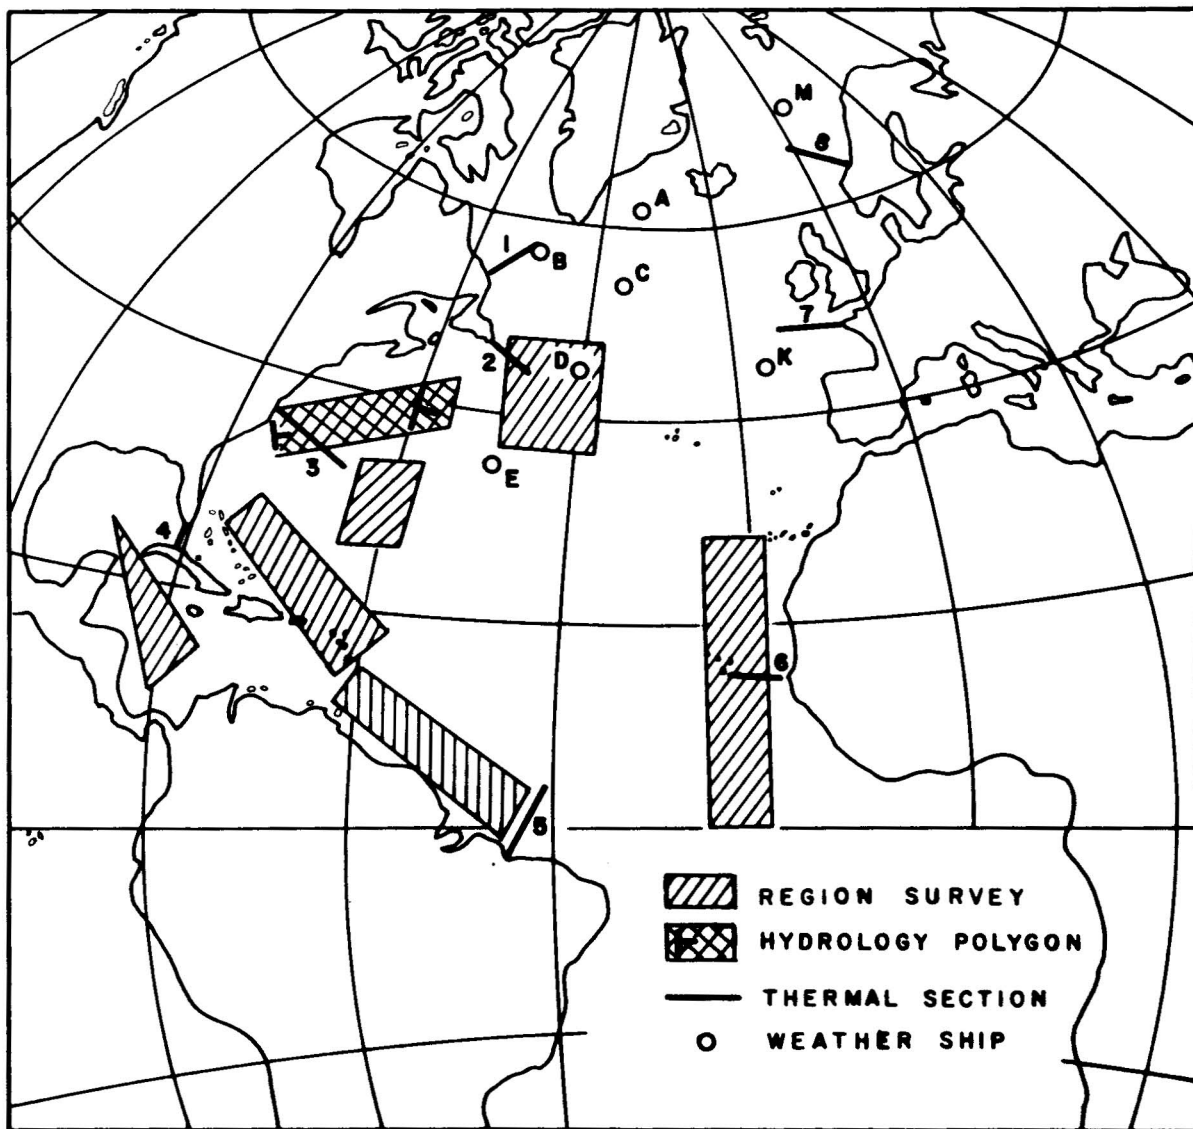 M
8
A
1
B
C
7
2
D
K
3
E
4
6
5
REGION SURVEY
HYDROLOGY POLYGON
THERMAL SECTION
WEATHER SHIP